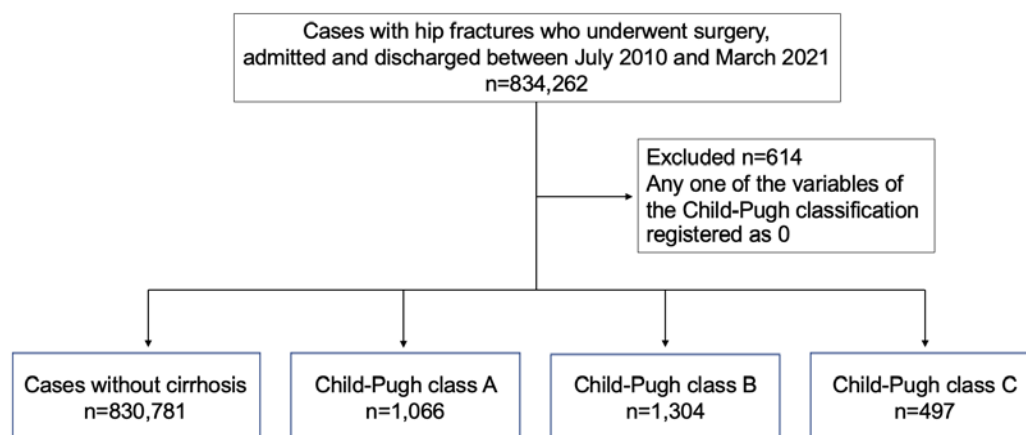 Cases with hip fractures who underwent surgery,
admitted and discharged between July 2010 and March 2021
n=834,262
Excluded n=614
Any one of the variables of
the Child-Pugh classification
registered as 0
Cases without cirrhosis
n=830,781
Child-Pugh class A
n=1,066
Child-Pugh class B
n=1,304
Child-Pugh class C
n=497